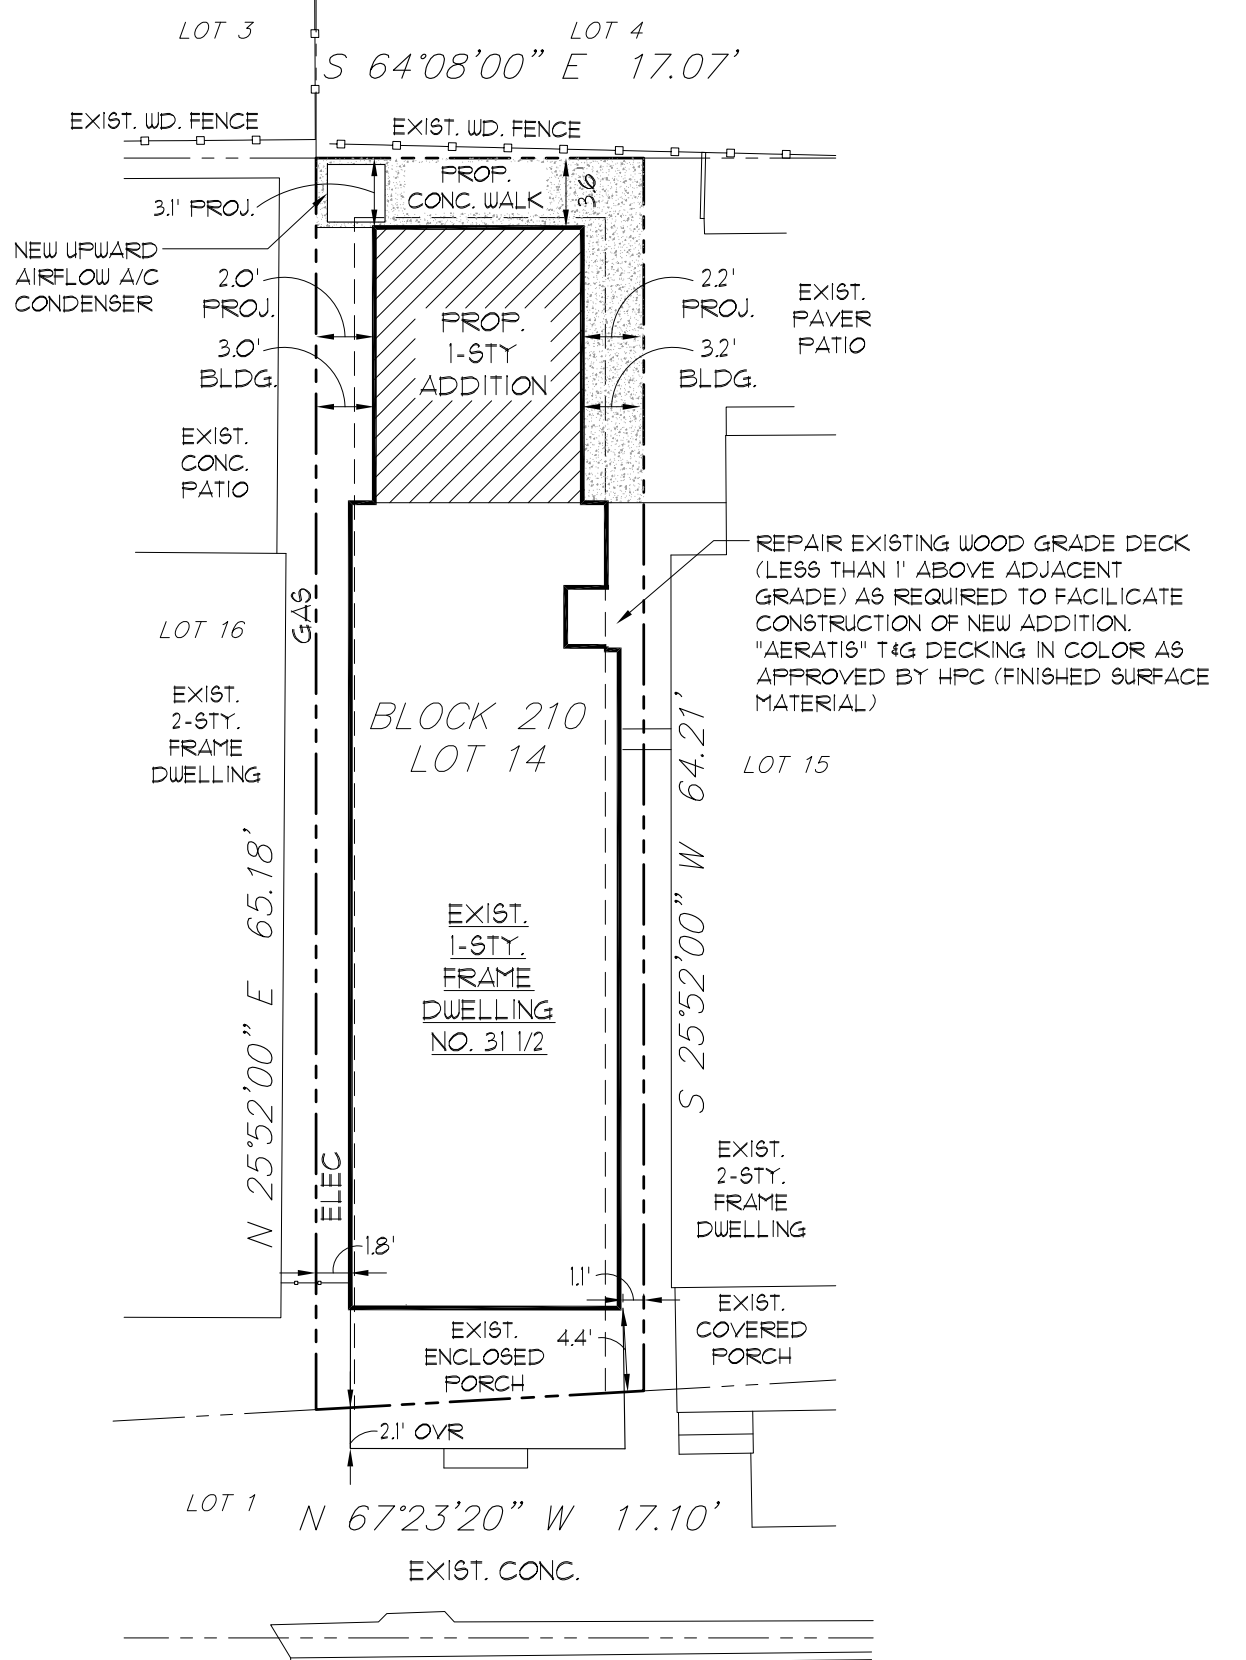 LOT 3
LOT 4
S 64°08'00" E 17.07'
EXIST. WD. FENCE
EXIST. WD. FENCE
PROP.
CONC. WALK
3.6'
3.1' PROJ.
NEW UPWARD
AIRFLOW A/C
CONDENSER
2.0'
PROJ.
3.0'
BLDG.
PROP.
1-STY
ADDITION
2.2'
PROJ.
3.2'
BLDG.
EXIST.
PAVER
PATIO
EXIST.
CONC.
PATIO
GAS
LOT 16
EXIST.
2-STY.
FRAME
DWELLING
REPAIR EXISTING WOOD GRADE DECK
(LESS THAN 1' ABOVE ADJACENT
GRADE) AS REQUIRED TO FACILICATE
CONSTRUCTION OF NEW ADDITION.
"AERATIS" T&G DECKING IN COLOR AS
APPROVED BY HPC (FINISHED SURFACE
MATERIAL)
BLOCK 210
LOT 14
LOT 15
N 25°52'00" E 65.18'
S 25°52'00" W 64.21'
EXIST.
1-STY.
FRAME
DWELLING
NO. 31 1/2
ELEC
EXIST.
2-STY.
FRAME
DWELLING
1.8'
1.1'
EXIST.
ENCLOSED
PORCH
4.4'
EXIST.
COVERED
PORCH
2.1' OVR
LOT 1
N 67°23'20" W 17.10'
EXIST. CONC.